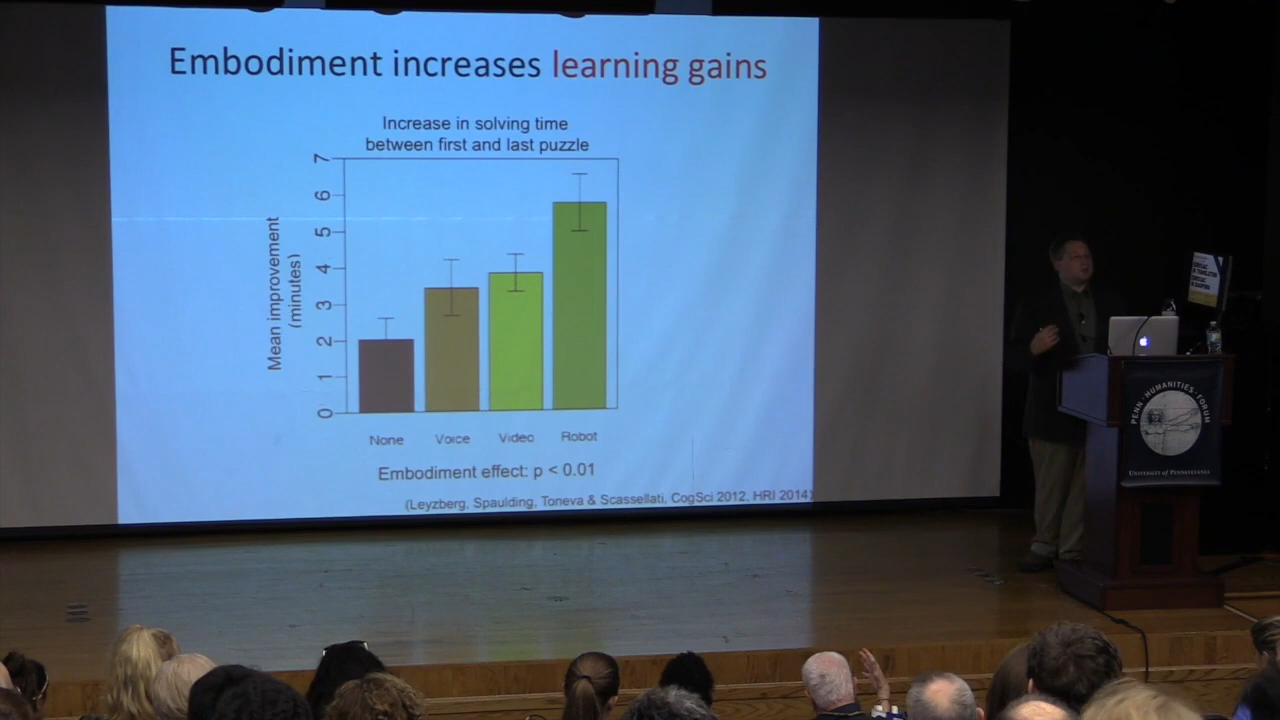 Embodiment increases learning gains
Increase in solving time
between first and last puzzle
Mean improvement
(minutes)
7
6
5
4
3
2
1
0
None Voice Video Robot
Embodiment effect: p < 0.01
(Leyzberg, Spaulding, Toneva & Scassellati, CogSci 2012, HRI 2014)
PENN · HUMANITIES · FORUM
UNIVERSITY of PENNSYLVANIA